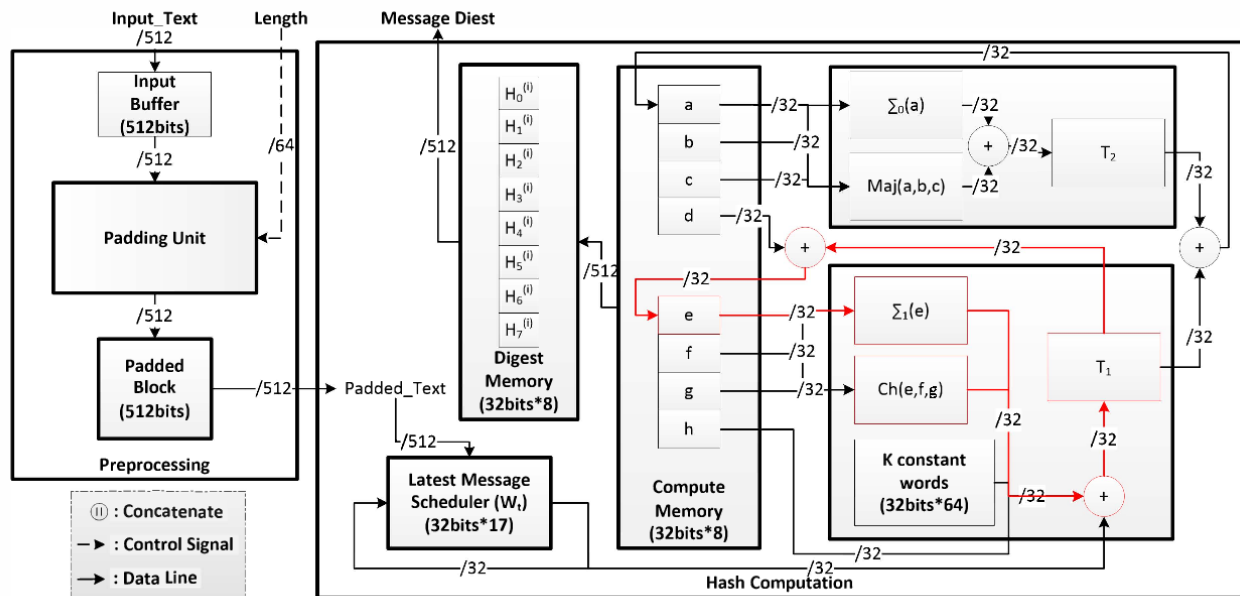 Input_Text
Length
Message Diest
/512
Input
Buffer
(512bits)
/512
/64
Padding Unit
/512
Padded
Block
(512bits)
/512
Preprocessing
Padded_Text
/512
Latest Message
Scheduler (Wₜ)
(32bits*17)
/32
/32
/512
H₀⁽ⁱ⁾
H₁⁽ⁱ⁾
H₂⁽ⁱ⁾
H₃⁽ⁱ⁾
H₄⁽ⁱ⁾
H₅⁽ⁱ⁾
H₆⁽ⁱ⁾
H₇⁽ⁱ⁾
Digest
Memory
(32bits*8)
/512
a
b
c
d
e
f
g
h
Compute
Memory
(32bits*8)
/32
/32
/32
/32
/32
/32
/32
/32
/32
/32
∑₀(a)
Maj(a,b,c)
/32
/32
+
/32
T₂
/32
+
/32
+
/32
∑₁(e)
Ch(e,f,g)
/32
K constant
words
(32bits*64)
/32
+
/32
T₁
Hash Computation
(II) : Concatenate
: Control Signal
: Data Line